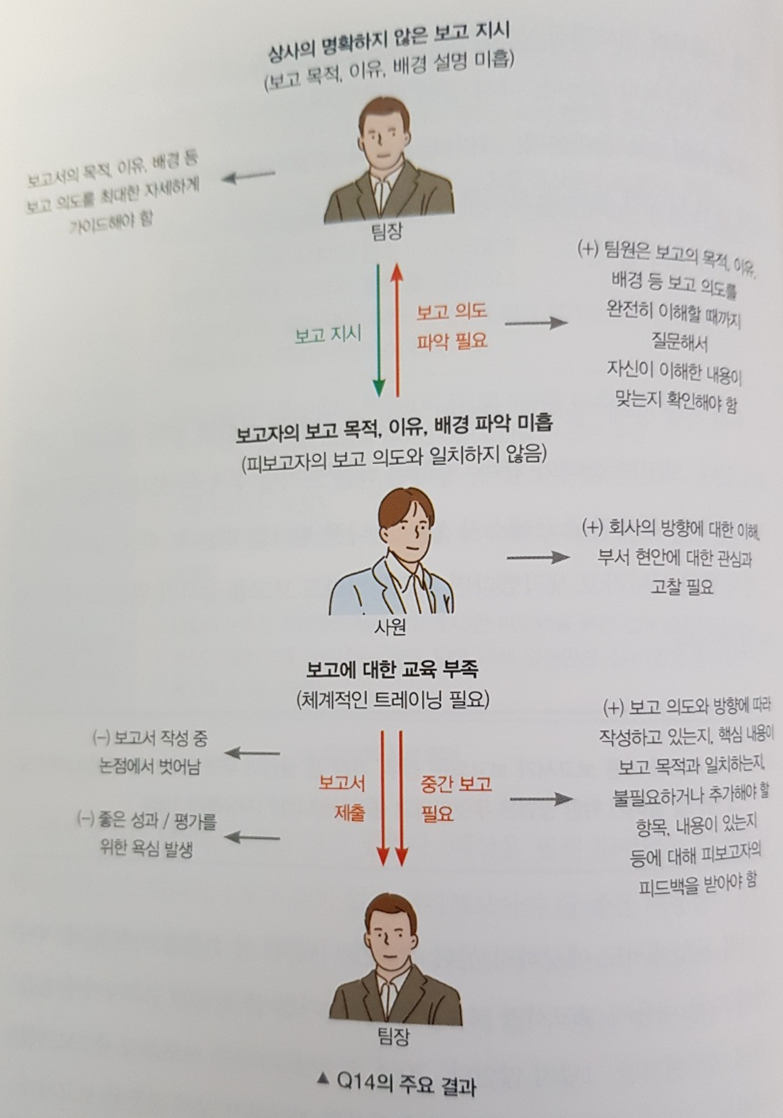 상사의 명확하지 않은 보고 지시
(보고 목적, 이유, 배경 설명 미흡)
보고서의 목적, 이유, 배경 등
보고 의도를 최대한 자세하게
가이드해야 함
팀장
보고 지시
보고 의도
파악 필요
(+) 팀원은 보고의 목적, 이유,
배경 등 보고 의도를
완전히 이해할 때까지
질문해서
자신이 이해한 내용이
맞는지 확인해야 함
보고자의 보고 목적, 이유, 배경 파악 미흡
(피보고자의 보고 의도와 일치하지 않음)
(+) 회사의 방향에 대한 이해,
부서 현안에 대한 관심과
고찰 필요
사원
보고에 대한 교육 부족
(체계적인 트레이닝 필요)
(−) 보고서 작성 중
논점에서 벗어남
(−) 좋은 성과 / 평가를
위한 욕심 발생
보고서
제출
중간 보고
필요
(+) 보고 의도와 방향에 따라
작성하고 있는지, 핵심 내용이
보고 목적과 일치하는지,
불필요하거나 추가해야 할
항목, 내용이 있는지
등에 대해 피보고자의
피드백을 받아야 함
팀장
▲ Q14의 주요 결과